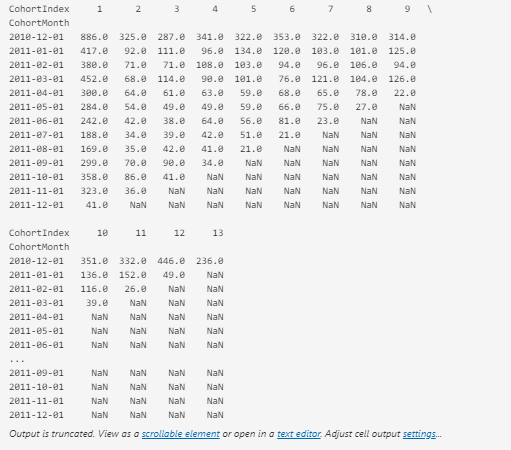 CohortIndex 1 2 3 4 5 6 7 8 9 \
CohortMonth
2010-12-01 886.0 325.0 287.0 341.0 322.0 353.0 322.0 310.0 314.0
2011-01-01 417.0 92.0 111.0 96.0 134.0 120.0 103.0 101.0 125.0
2011-02-01 380.0 71.0 71.0 108.0 103.0 94.0 96.0 106.0 94.0
2011-03-01 452.0 68.0 114.0 90.0 101.0 76.0 121.0 104.0 126.0
2011-04-01 300.0 64.0 61.0 63.0 59.0 68.0 65.0 78.0 22.0
2011-05-01 284.0 54.0 49.0 49.0 59.0 66.0 75.0 27.0 NaN
2011-06-01 242.0 42.0 38.0 64.0 56.0 81.0 23.0 NaN NaN
2011-07-01 188.0 34.0 39.0 42.0 51.0 21.0 NaN NaN NaN
2011-08-01 169.0 35.0 42.0 41.0 21.0 NaN NaN NaN NaN
2011-09-01 299.0 70.0 90.0 34.0 NaN NaN NaN NaN NaN
2011-10-01 358.0 86.0 41.0 NaN NaN NaN NaN NaN NaN
2011-11-01 323.0 36.0 NaN NaN NaN NaN NaN NaN NaN
2011-12-01 41.0 NaN NaN NaN NaN NaN NaN NaN NaN
CohortIndex 10 11 12 13
CohortMonth
2010-12-01 351.0 332.0 446.0 236.0
2011-01-01 136.0 152.0 49.0 NaN
2011-02-01 116.0 26.0 NaN NaN
2011-03-01 39.0 NaN NaN NaN
2011-04-01 NaN NaN NaN NaN
2011-05-01 NaN NaN NaN NaN
2011-06-01 NaN NaN NaN NaN
...
2011-09-01 NaN NaN NaN NaN
2011-10-01 NaN NaN NaN NaN
2011-11-01 NaN NaN NaN NaN
2011-12-01 NaN NaN NaN NaN
Output is truncated. View as a scrollable element or open in a text editor. Adjust cell output settings...